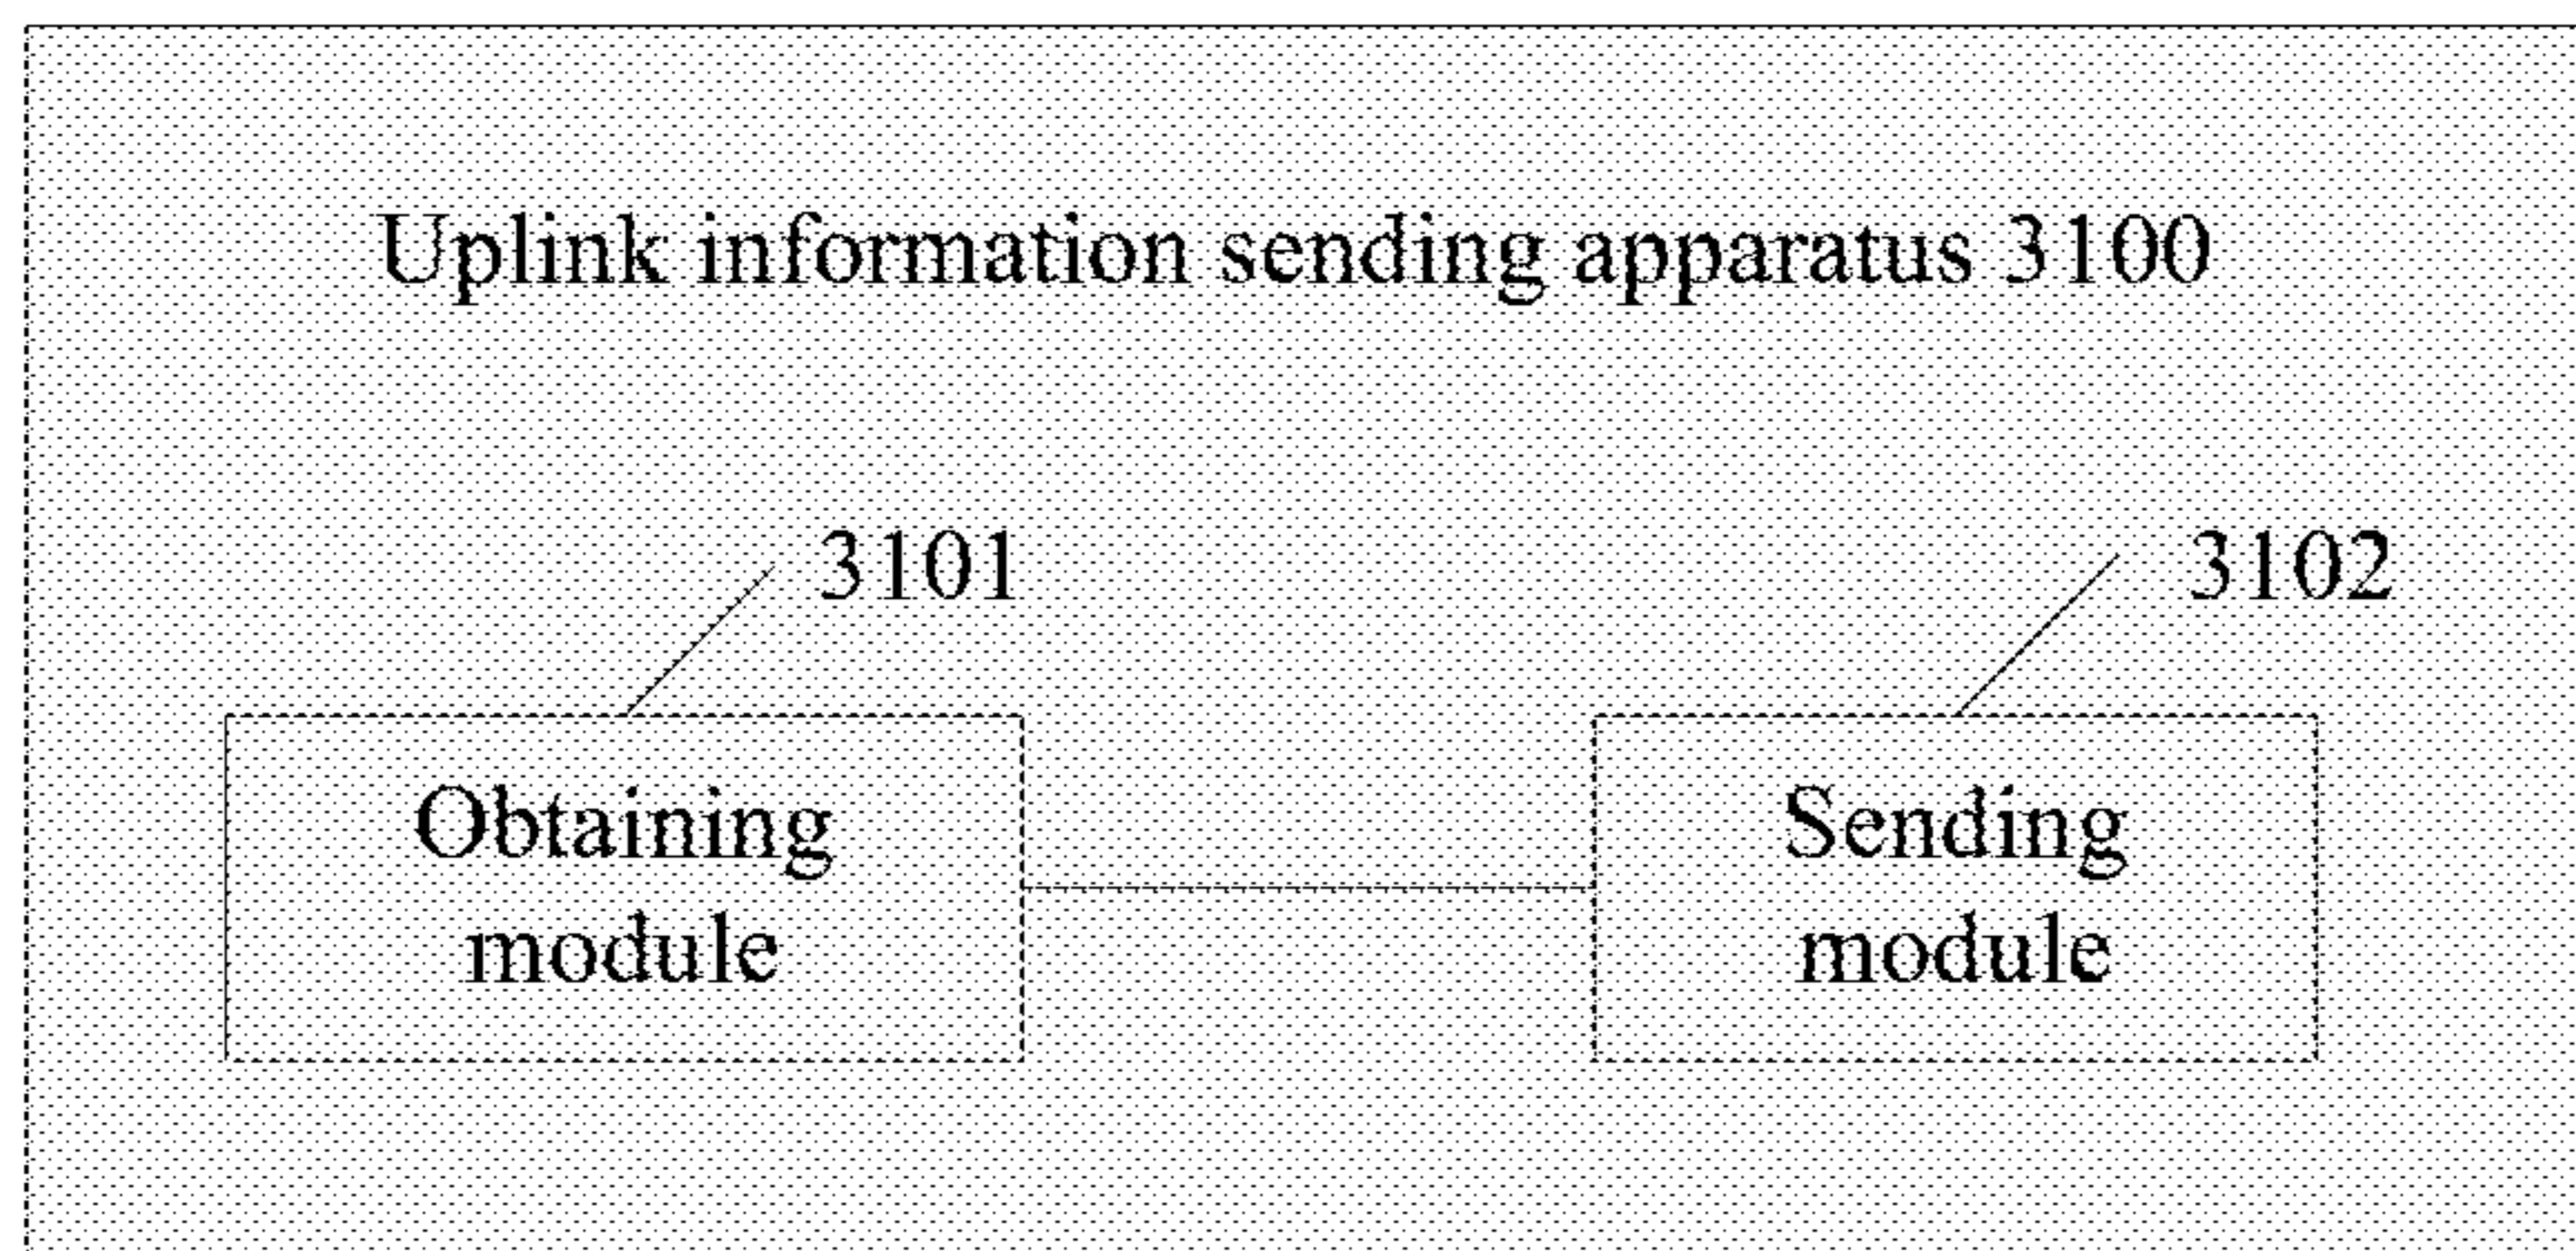 Uplink information sending apparatus 3100
3101
3102
Obtaining
module
Sending
module